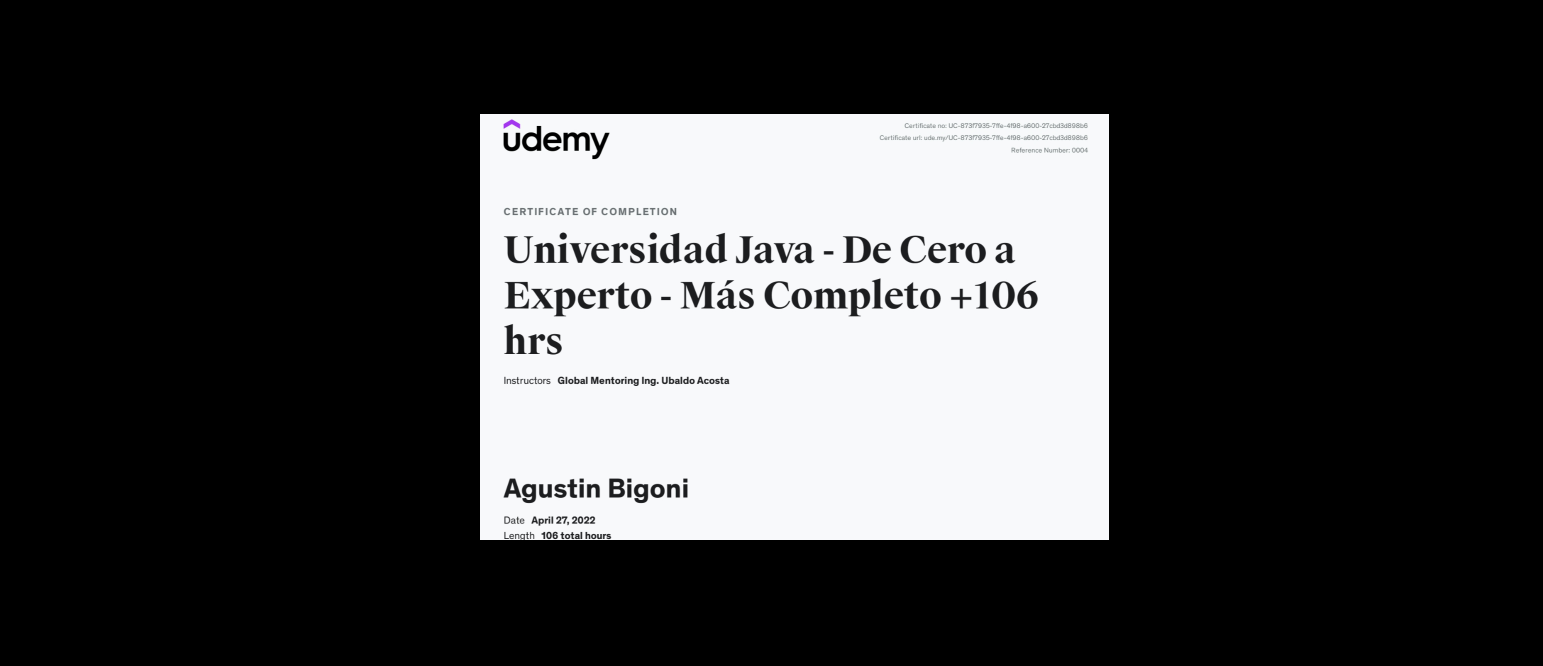 udemy
Certificate no: UC-873f7935-7ffe-4f98-a600-27cbd3d898b6
Certificate url: ude.my/UC-873f7935-7ffe-4f98-a600-27cbd3d898b6
Reference Number: 0004
CERTIFICATE OF COMPLETION
Universidad Java - De Cero a
Experto - Más Completo +106
hrs
Instructors Global Mentoring Ing. Ubaldo Acosta
Agustin Bigoni
Date April 27, 2022
Length 106 total hours